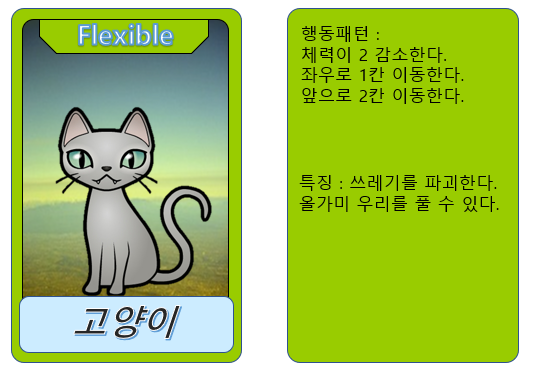 Flexible
고양이
행동패턴 :
체력이 2 감소한다.
좌우로 1칸 이동한다.
앞으로 2칸 이동한다.
특징 : 쓰레기를 파괴한다.
올가미 우리를 풀 수 있다.